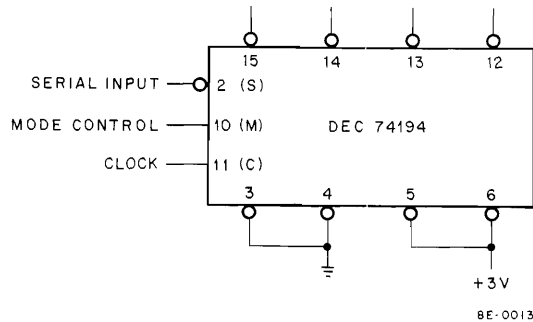 15 14 13 12
SERIAL INPUT 2 (S)
MODE CONTROL 10 (M) DEC 74194
CLOCK 11 (C)
3 4 5 6
+3V
8E-0013